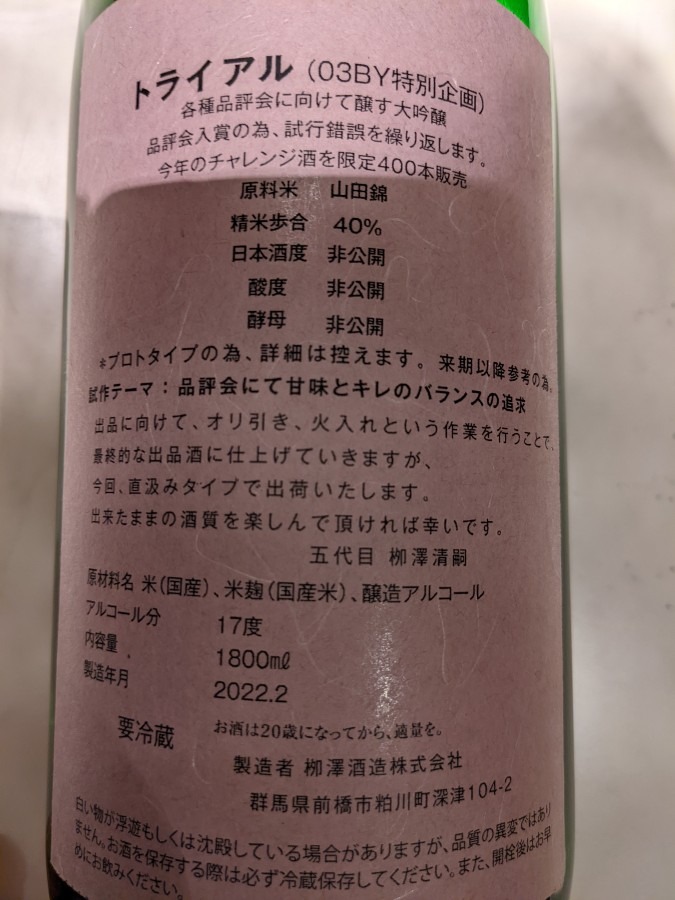 トライアル（03BY特別企画）
各種品評会に向けて醸す大吟醸
品評会入賞の為、試行錯誤を繰り返します。
今年のチャレンジ酒を限定400本販売
原料米 山田錦
精米歩合 40%
日本酒度 非公開
酸度 非公開
酵母 非公開
*プロトタイプの為、詳細は控えます。来期以降参考の為。
試作テーマ：品評会にて甘味とキレのバランスの追求
出品に向けて、オリ引き、火入れという作業を行うことで、
最終的な出品酒に仕上げていきますが、
今回、直汲みタイプで出荷いたします。
出来たままの酒質を楽しんで頂ければ幸いです。
五代目 栁澤清嗣
原材料名 米(国産)、米麹(国産米)、醸造アルコール
アルコール分 17度
内容量 1800㎖
製造年月 2022.2
要冷蔵 お酒は20歳になってから、適量を。
製造者 栁澤酒造株式会社
群馬県前橋市粕川町深津104-2
白い物が浮遊もしくは沈殿している場合がありますが、品質の異変ではあり
ません。お酒を保存する際は必ず冷蔵保存してください。また、開栓後はお早
めにお飲みください。